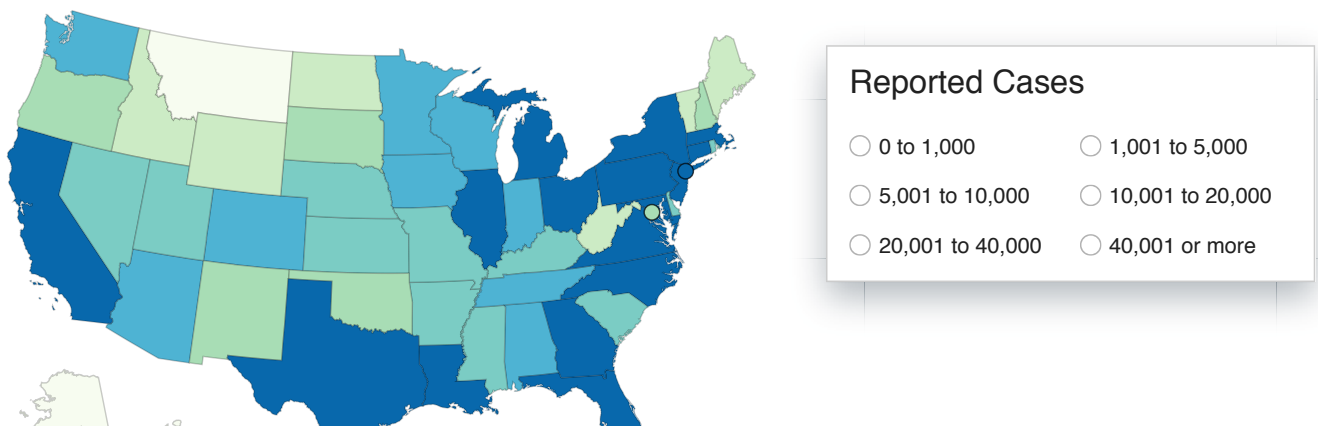 Reported Cases
0 to 1,000
1,001 to 5,000
5,001 to 10,000
10,001 to 20,000
20,001 to 40,000
40,001 or more